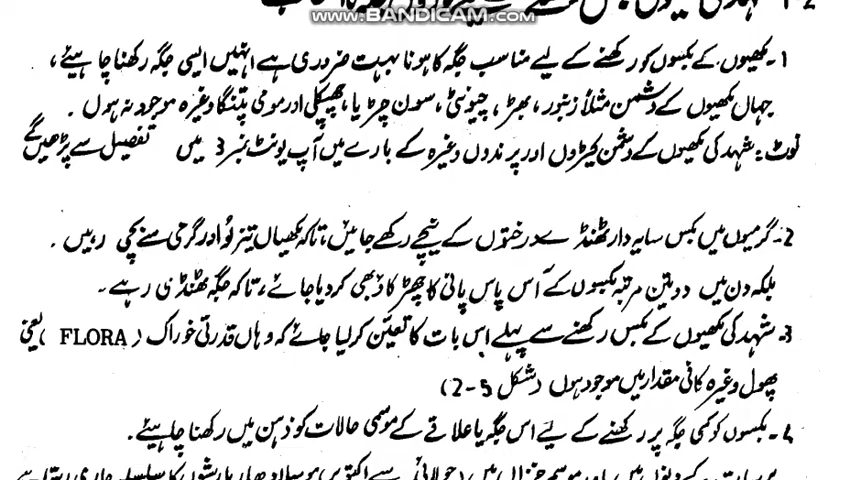 www.BANDICAM.com
1- مکھیوں کے بکسوں کو رکھنے کے لیے مناسب جگہ کا ہونا بہت ضروری ہے انہیں ایسی جگہ رکھنا چاہیئے،
جہاں مکھیوں کے دشمن مثلاً زنبور، بھڑ، چیونٹی، سون چڑیا، چھپکلی اور مومی پتنگا وغیرہ موجود نہ ہوں۔
نوٹ: شہد کی مکھیوں کے دشمن کیڑوں اور پرندوں وغیرہ کے بارے میں آپ یونٹ نمبر 3 میں تفصیل سے پڑھیں گے
2- گرمیوں میں بکس سایہ دار ٹھنڈے درختوں کے نیچے رکھے جائیں، تاکہ مکھیاں تیز لُو اور گرمی سے بچی رہیں۔
بلکہ دن میں دو تین مرتبہ بکسوں کے آس پاس پانی کا چھڑکاؤ بھی کر دیا جائے، تاکہ جگہ ٹھنڈی رہے۔
3- شہد کی مکھیوں کے بکس رکھنے سے پہلے اس بات کا تعین کر لیا جائے کہ وہاں قدرتی خوراک (FLORA) یعنی
پھول وغیرہ کافی مقدار میں موجود ہوں (شکل 5-2)
4- بکسوں کو کسی جگہ پر رکھنے کے لیے اس جگہ یا علاقے کے موسمی حالات کو ذہن میں رکھنا چاہیئے۔